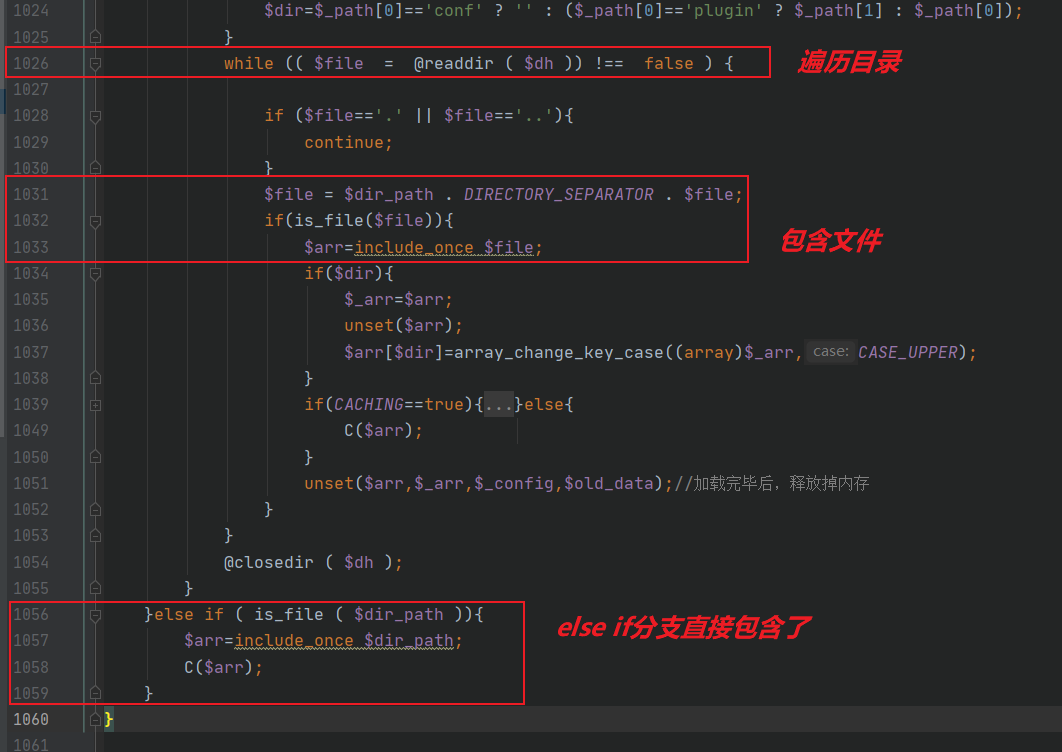 1024 $dir=$_path[0]=='conf' ? '' : ($_path[0]=='plugin' ? $_path[1] : $_path[0]);
1025 }
1026 while (( $file = @readdir ( $dh )) !== false ) { 遍历目录
1027
1028 if ($file=='.' || $file=='..'){
1029 continue;
1030 }
1031 $file = $dir_path . DIRECTORY_SEPARATOR . $file;
1032 if(is_file($file)){
1033 $arr=include_once $file; 包含文件
1034 if($dir){
1035 $_arr=$arr;
1036 unset($arr);
1037 $arr[$dir]=array_change_key_case((array)$_arr, case: CASE_UPPER);
1038 }
1039 if(CACHING==true){...}else{
1049 C($arr);
1050 }
1051 unset($arr,$_arr,$_config,$old_data);//加载完毕后，释放掉内存
1052 }
1053 }
1054 @closedir ( $dh );
1055 }
1056 }else if ( is_file ( $dir_path )){ else if分支直接包含了
1057 $arr=include_once $dir_path;
1058 C($arr);
1059 }
1060 }
1061